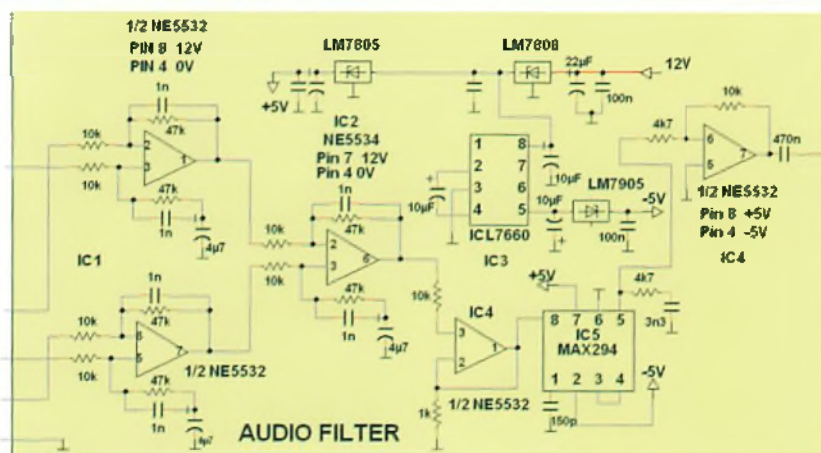 1/2 NE5532
PIN 8 12V
PIN 4 0V
LM7805
LM7808
22µF
12V
100n
+5V
1n
47k
10k
2
3
1
10k
47k
1n
4µ7
IC1
IC2
NE5534
Pin 7 12V
Pin 4 0V
1n
47k
10k
2
3
6
10k
47k
1n
4µ7
1
2
3
4
8
7
6
5
ICL7660
IC3
10µF
10µF
10µF
LM7905
-5V
100n
10k
4k7
6
5
7
470n
1/2 NE5532
Pin 8 +5V
Pin 4 -5V
IC4
1n
47k
10k
6
5
7
10k
1/2 NE5532
47k
1n
10k
IC4
3
2
1
1/2 NE5532
1k
+5V
8 7 6 5
IC5
MAX294
1 2 3 4
150p
4k7
3n3
-5V
AUDIO FILTER